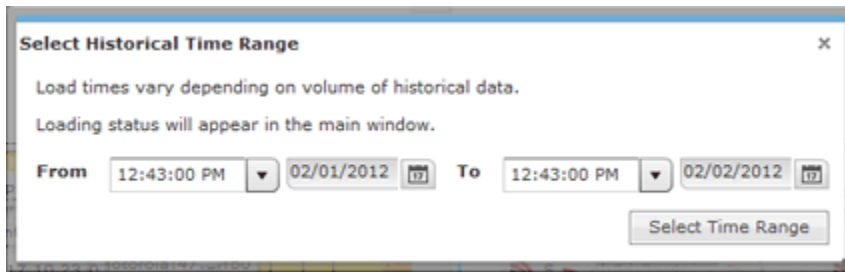 Select Historical Time Range
Load times vary depending on volume of historical data.
Loading status will appear in the main window.
From 12:43:00 PM 02/01/2012 17 To 12:43:00 PM 02/02/2012 17
Select Time Range